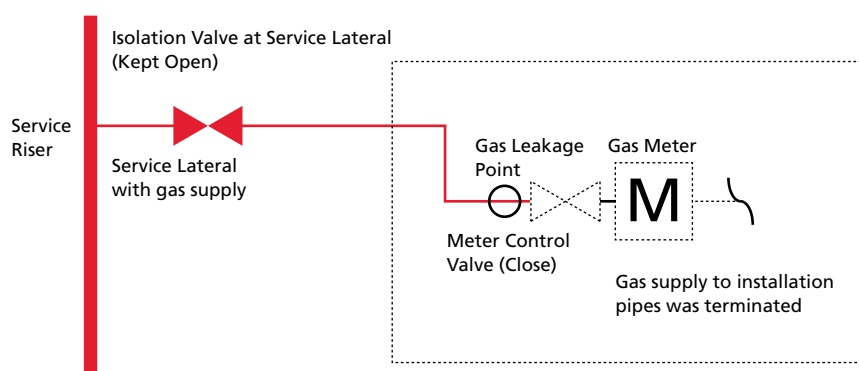 Isolation Valve at Service Lateral
(Kept Open)
Service
Riser
Service Lateral
with gas supply
Gas Leakage
Point
Gas Meter
M
Meter Control
Valve (Close)
Gas supply to installation
pipes was terminated